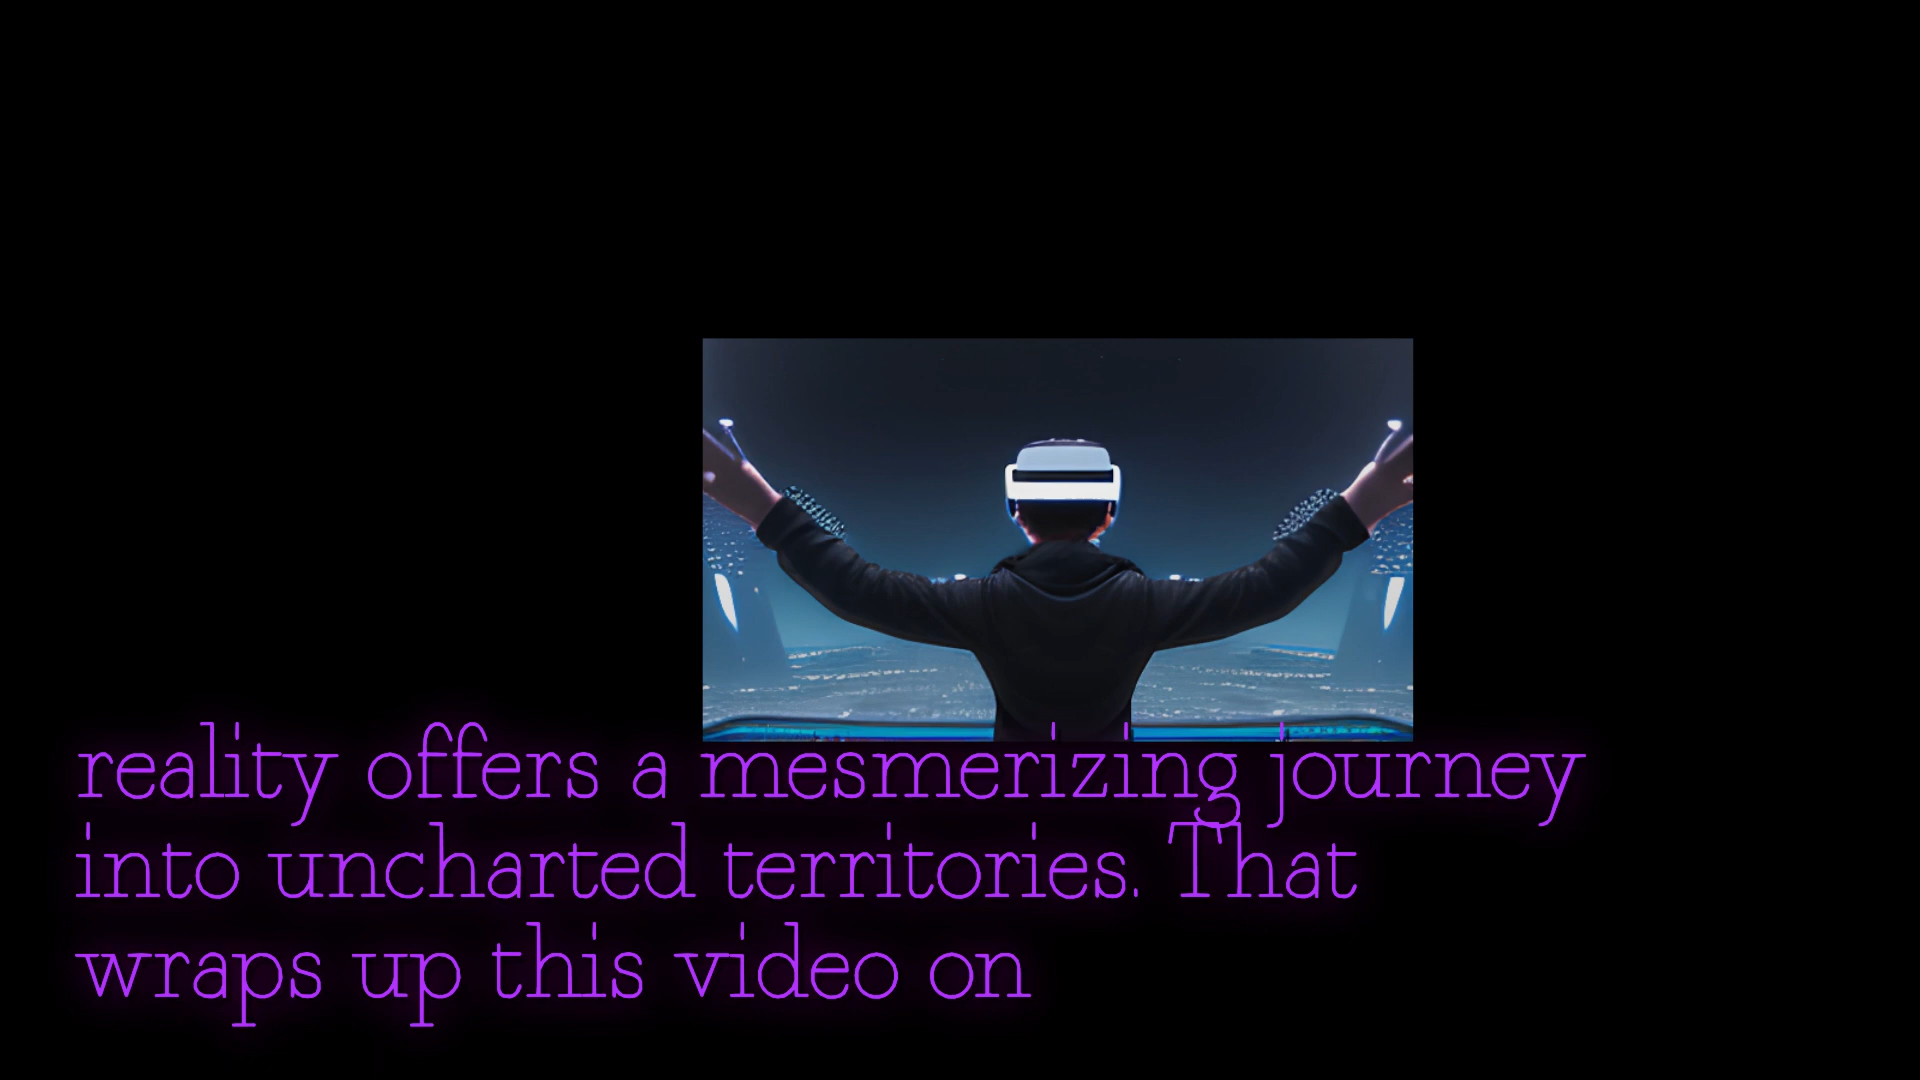 reality offers a mesmerizing journey
into uncharted territories. That
wraps up this video on